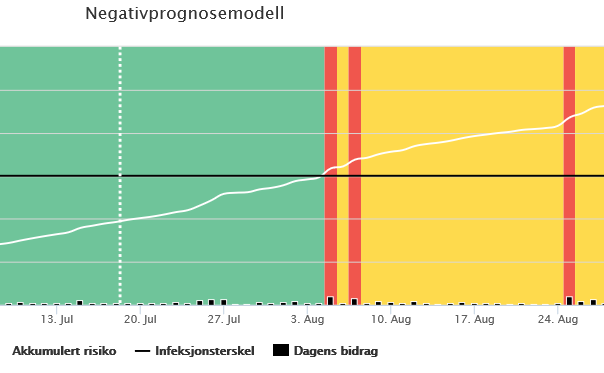 Negativprognosemodell
13. Jul 20. Jul 27. Jul 3. Aug 10. Aug 17. Aug 24. Aug
Akkumulert risiko Infeksjonsterskel Dagens bidrag